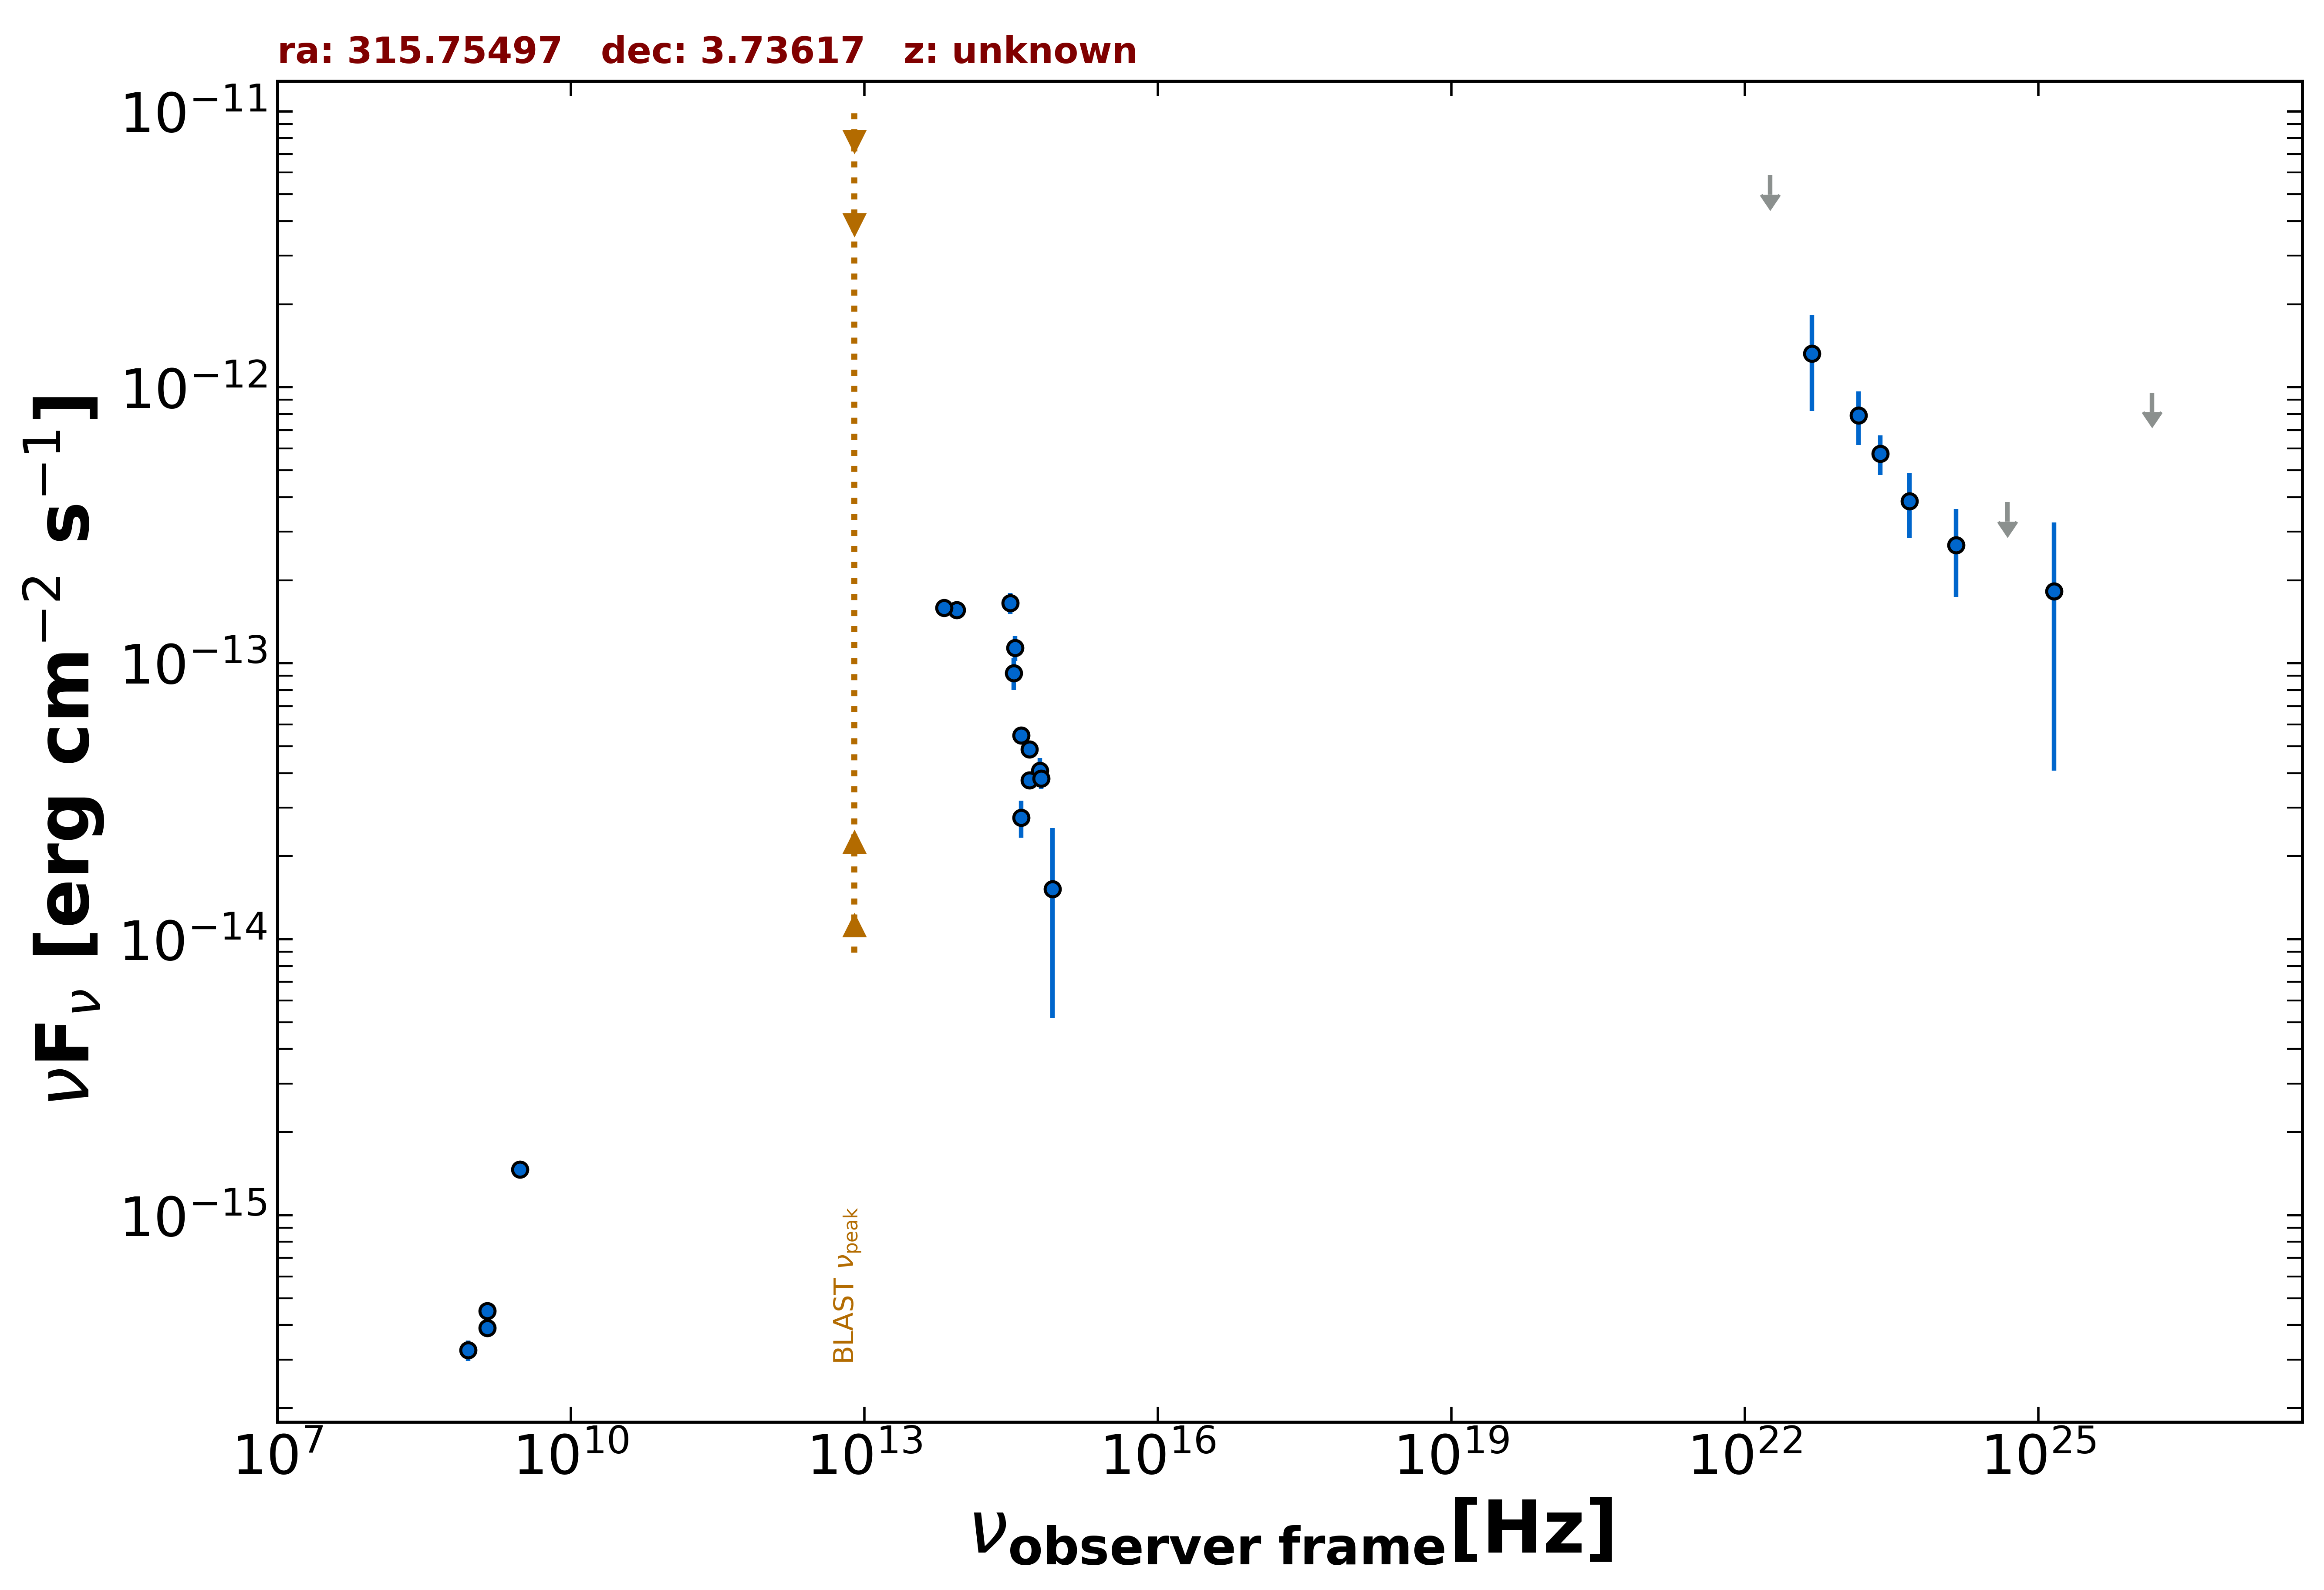 ra: 315.75497   dec: 3.73617   z: unknown
10⁻¹¹
10⁻¹²
10⁻¹³
10⁻¹⁴
10⁻¹⁵
νFν [erg cm⁻² s⁻¹]
BLAST νpeak
10⁷ 10¹⁰ 10¹³ 10¹⁶ 10¹⁹ 10²² 10²⁵
νobserver frame [Hz]